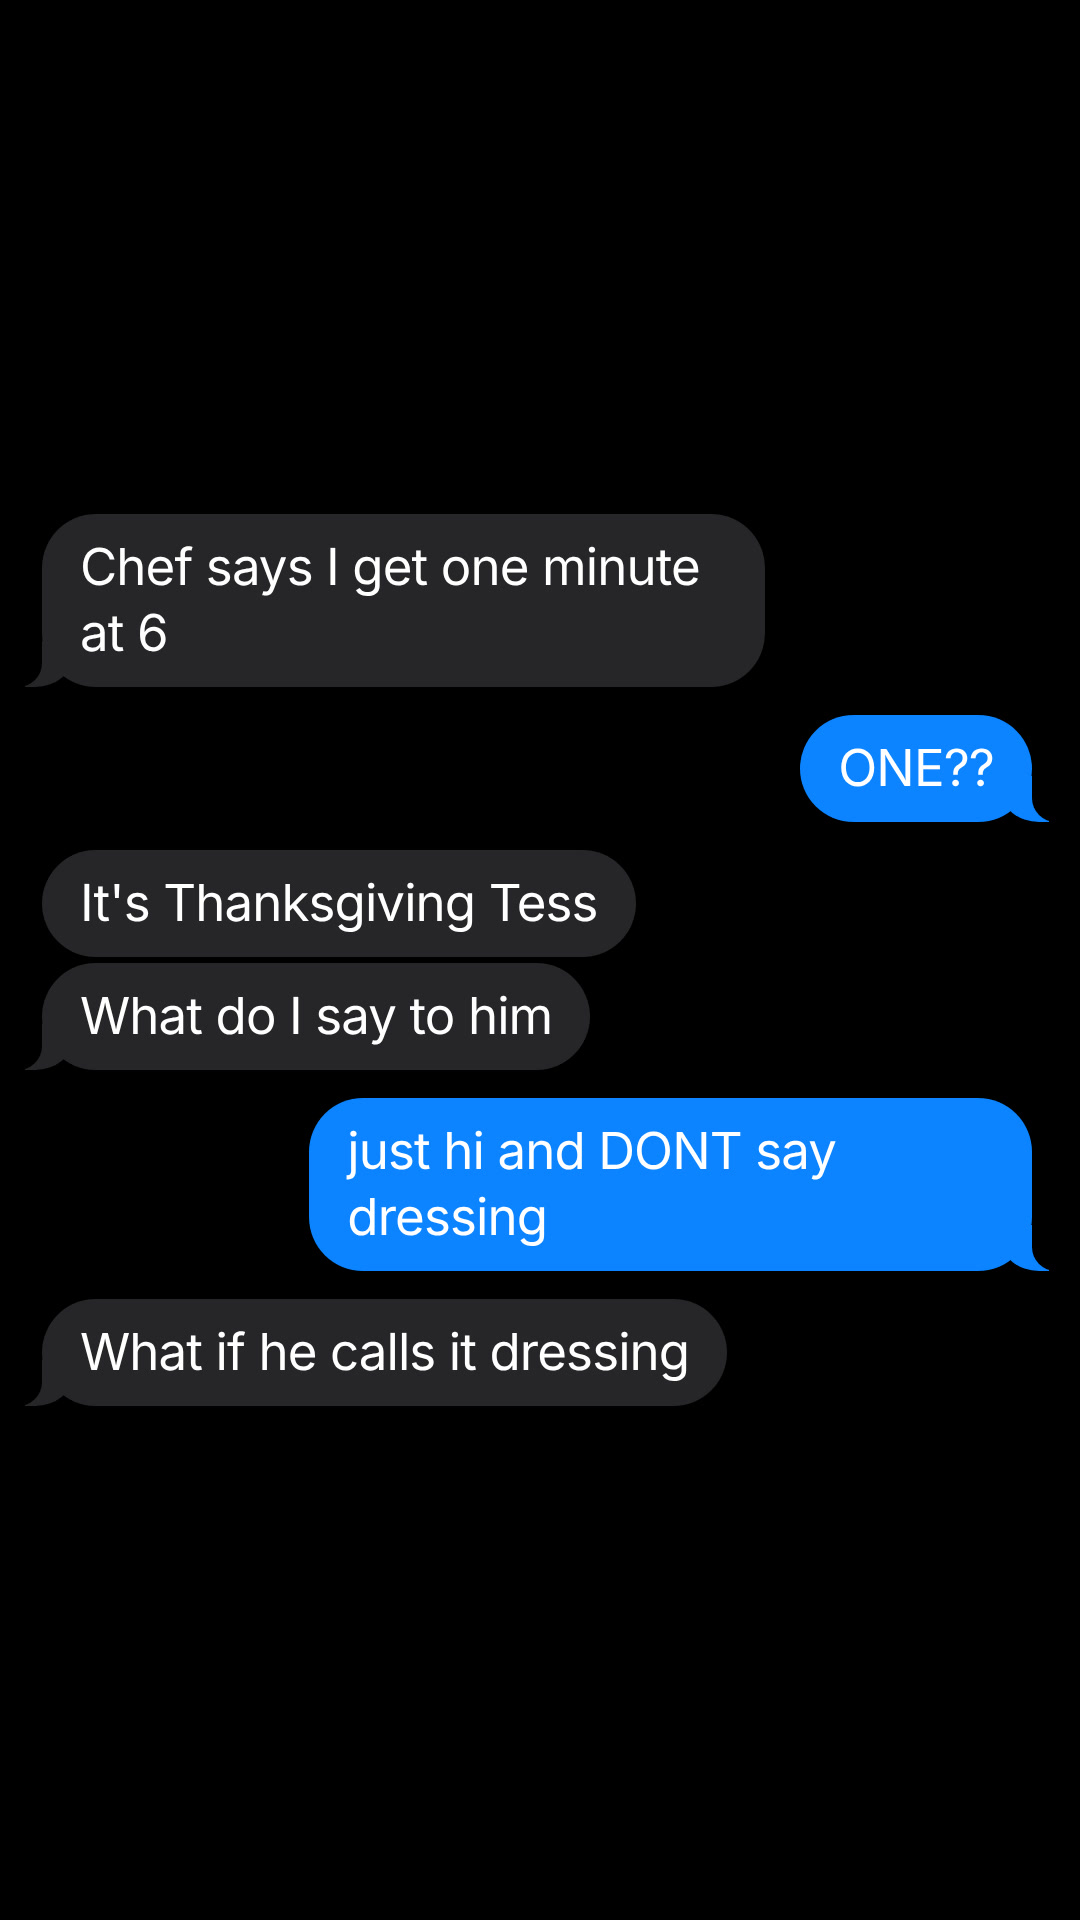 Chef says I get one minute
at 6
ONE??
It's Thanksgiving Tess
What do I say to him
just hi and DONT say
dressing
What if he calls it dressing